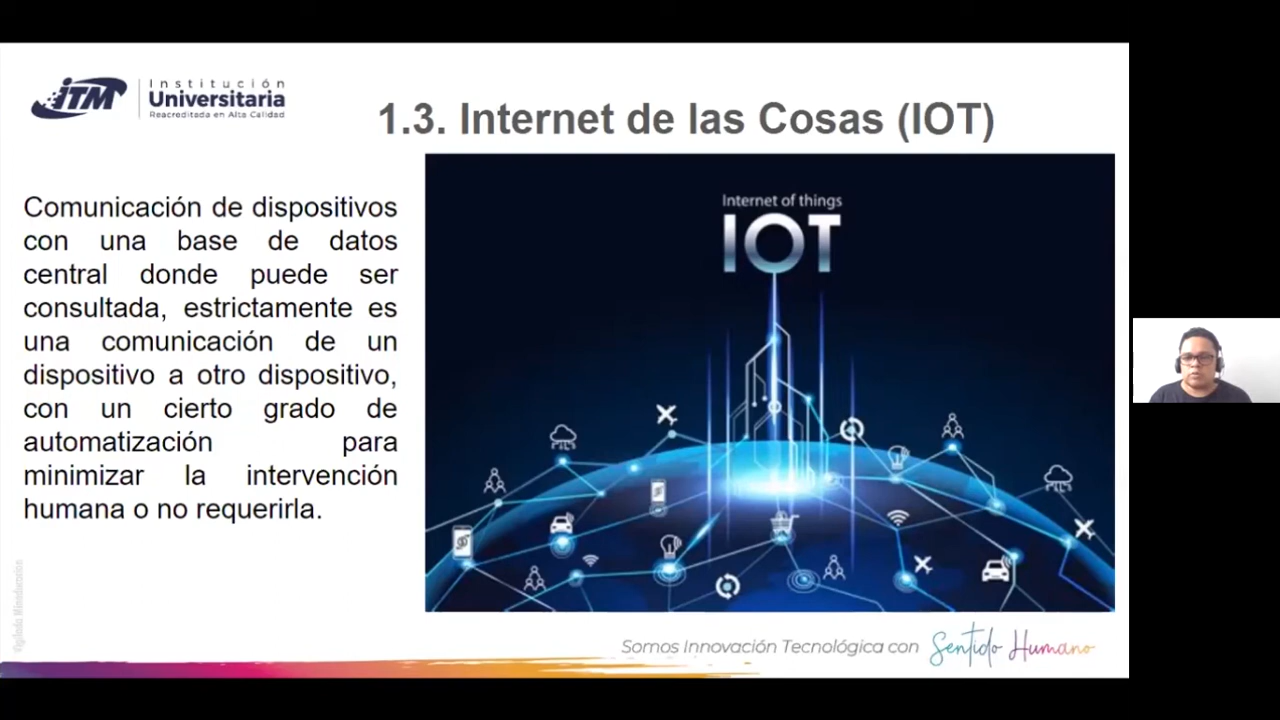 iTM
Institución
Universitaria
Reacreditada en Alta Calidad
1.3. Internet de las Cosas (IOT)
Comunicación de dispositivos
con una base de datos
central donde puede ser
consultada, estrictamente es
una comunicación de un
dispositivo a otro dispositivo,
con un cierto grado de
automatización para
minimizar la intervención
humana o no requerirla.
Internet of things
IOT
Vigilada Mineducación
Somos Innovación Tecnológica con
Sentido Humano